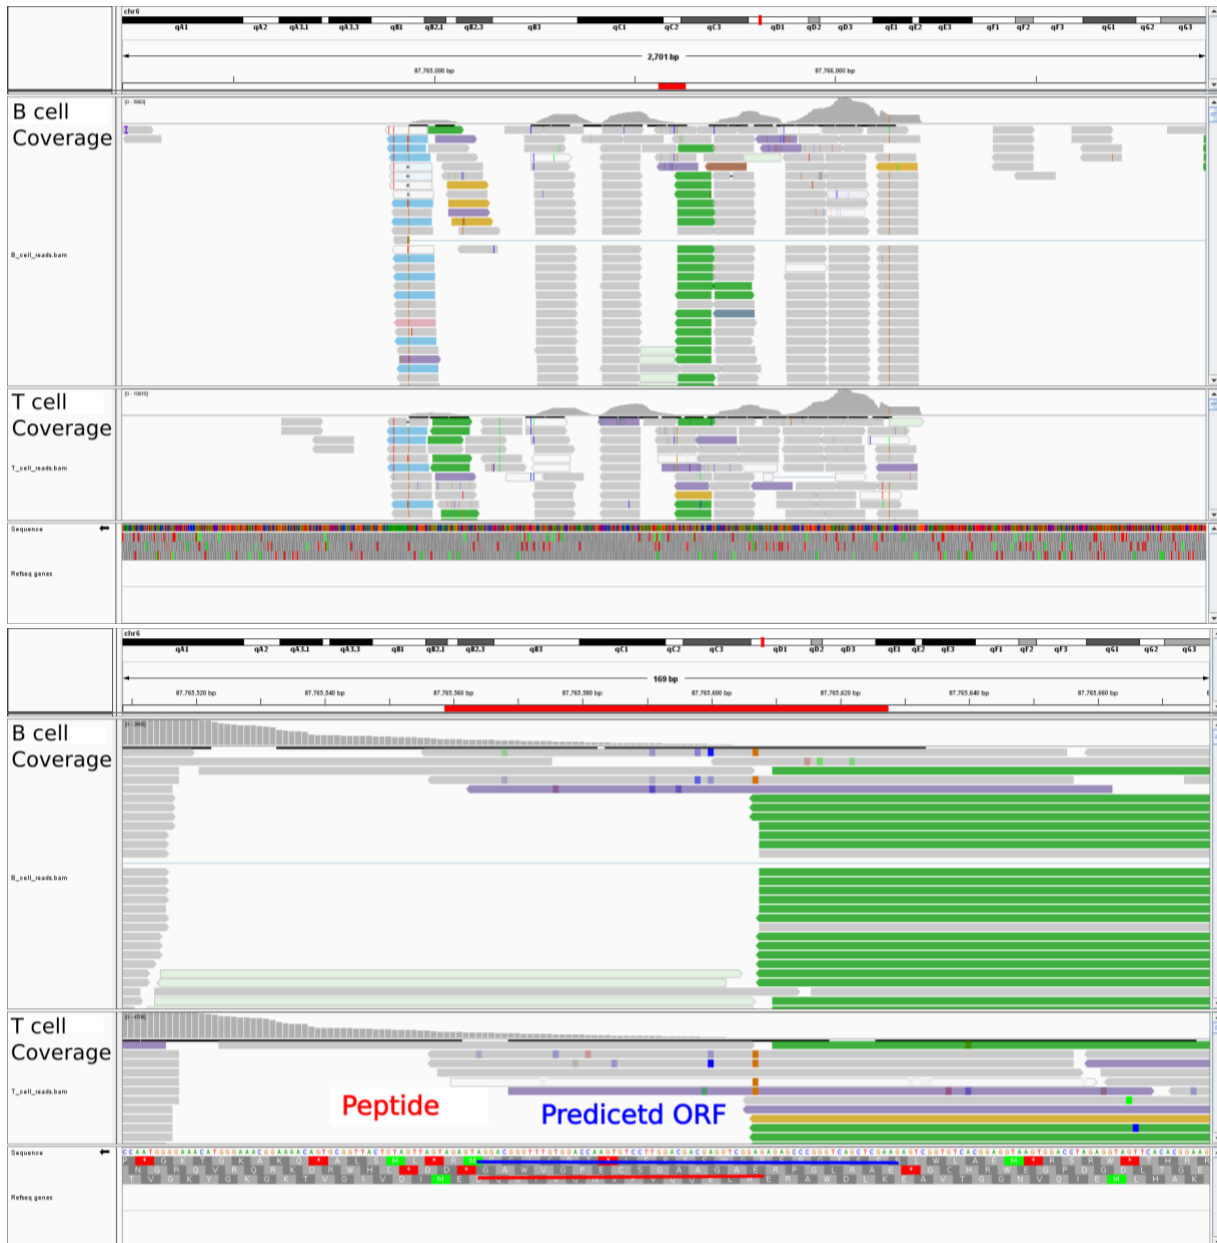 chr6
qA1 qA2 qA3.1 qA3.3 qB1 qB2.1 qB2.3 qB3 qC1 qC2 qC3 qD1 qD2 qD3 qE1 qE2 qE3 qF1 qF2 qF3 qG1 qG2 qG3
2,701 bp
87,765,000 bp 87,766,000 bp
B cell
Coverage
B_cell_reads.bam
T cell
Coverage
T_cell_reads.bam
Sequence
Refseq genes
chr6
qA1 qA2 qA3.1 qA3.3 qB1 qB2.1 qB2.3 qB3 qC1 qC2 qC3 qD1 qD2 qD3 qE1 qE2 qE3 qF1 qF2 qF3 qG1 qG2 qG3
169 bp
87,765,520 bp 87,765,540 bp 87,765,560 bp 87,765,580 bp 87,765,600 bp 87,765,620 bp 87,765,640 bp 87,765,660 bp
B cell
Coverage
B_cell_reads.bam
T cell
Coverage
T_cell_reads.bam
Peptide
Predicetd ORF
Sequence
Refseq genes